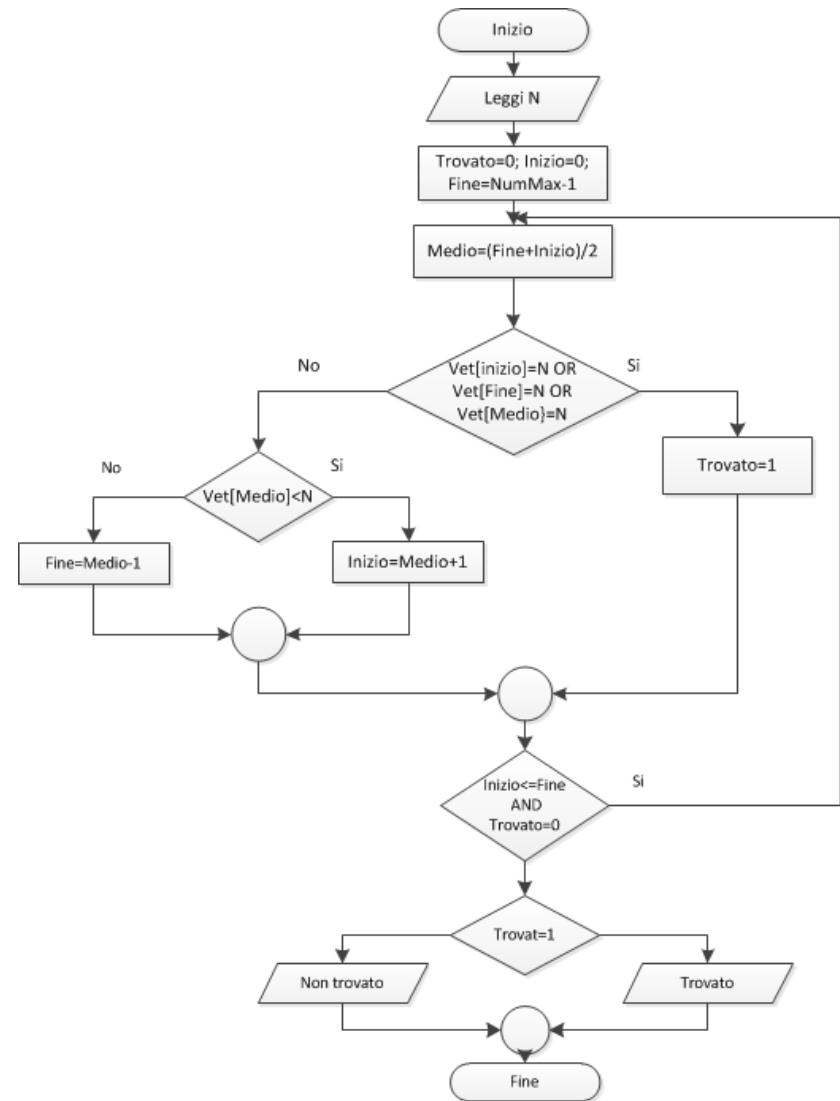 Inizio
Leggi N
Trovato=0; Inizio=0;
Fine=NumMax-1
Medio=(Fine+Inizio)/2
No
Vet[inizio]=N OR
Vet[Fine]=N OR
Vet[Medio}=N
Si
No
Vet[Medio]<N
Si
Trovato=1
Fine=Medio-1
Inizio=Medio+1
Inizio<=Fine
AND
Trovato=0
Si
Trovat=1
Non trovato
Trovato
Fine